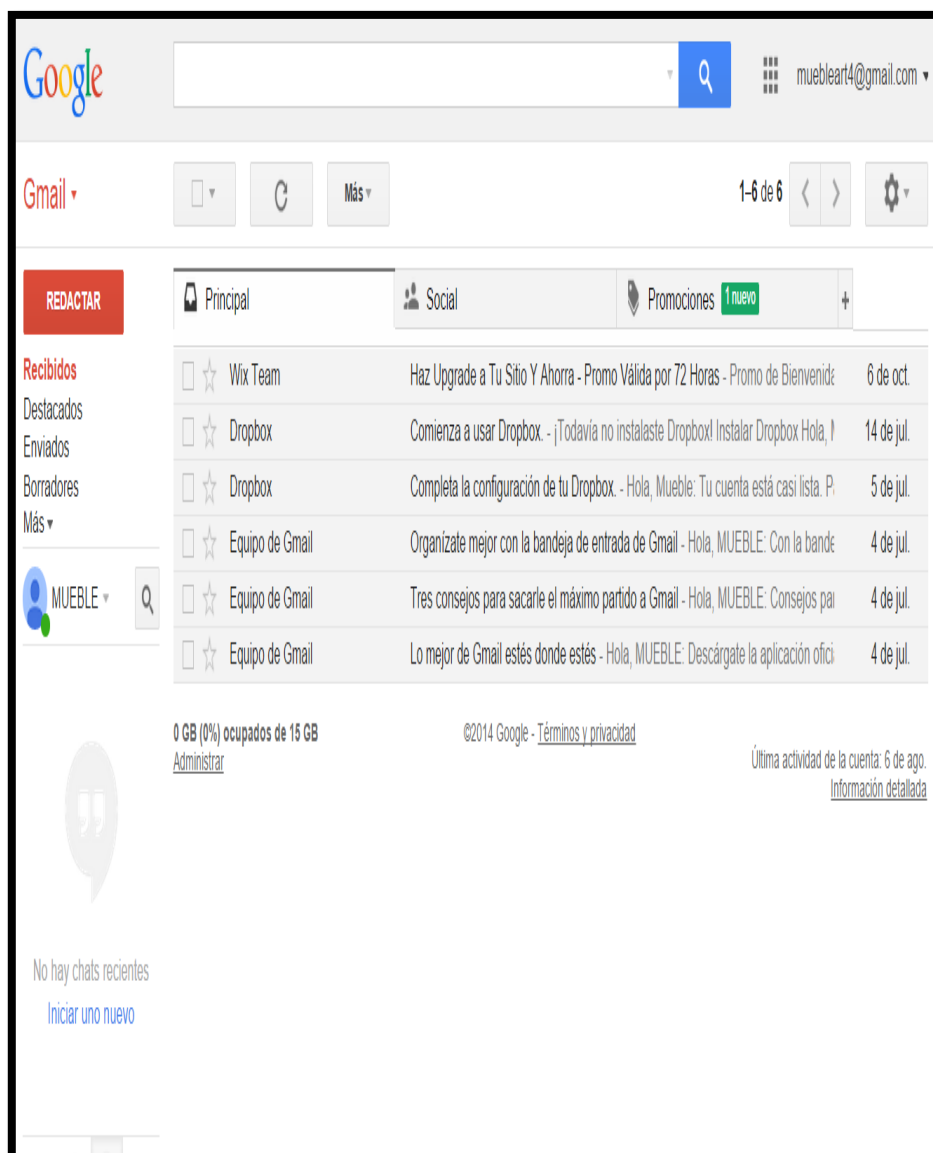 Google
muebleart4@gmail.com
Gmail
Más
1–6 de 6
REDACTAR
Principal
Social
Promociones 1 nuevo
+
Recibidos
Destacados
Enviados
Borradores
Más
MUEBLE
Wix Team Haz Upgrade a Tu Sitio Y Ahorra - Promo Válida por 72 Horas - Promo de Bienvenida 6 de oct.
Dropbox Comienza a usar Dropbox. - ¡Todavía no instalaste Dropbox! Instalar Dropbox Hola, 14 de jul.
Dropbox Completa la configuración de tu Dropbox. - Hola, Mueble: Tu cuenta está casi lista. 5 de jul.
Equipo de Gmail Organízate mejor con la bandeja de entrada de Gmail - Hola, MUEBLE: Con la bande 4 de jul.
Equipo de Gmail Tres consejos para sacarle el máximo partido a Gmail - Hola, MUEBLE: Consejos par 4 de jul.
Equipo de Gmail Lo mejor de Gmail estés donde estés - Hola, MUEBLE: Descárgate la aplicación ofici 4 de jul.
0 GB (0%) ocupados de 15 GB
Administrar
©2014 Google - Términos y privacidad
Última actividad de la cuenta: 6 de ago.
Información detallada
No hay chats recientes
Iniciar uno nuevo